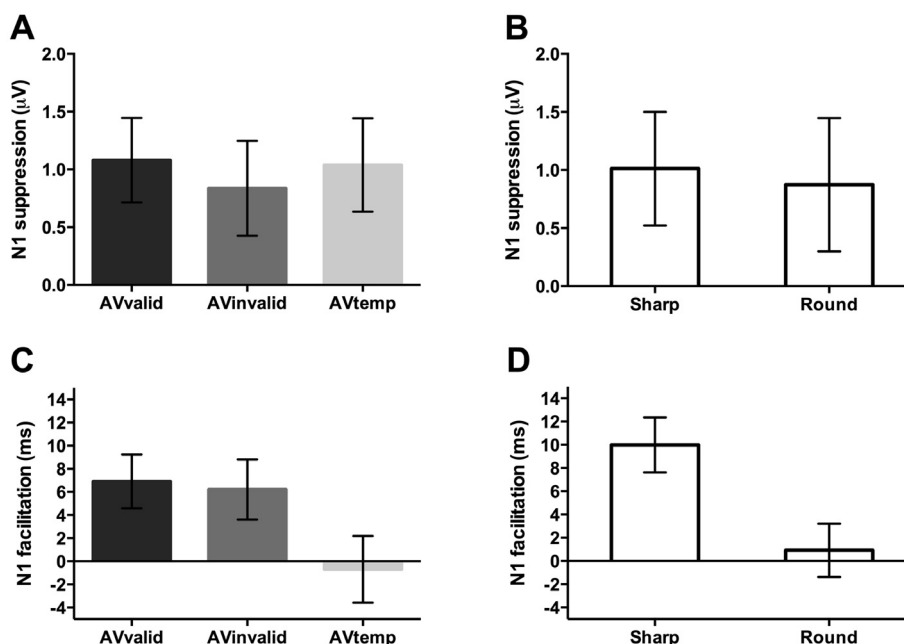 A
N1 suppression (μV)
2.0
1.5
1.0
0.5
0.0
AVvalid AVinvalid AVtemp
B
N1 suppression (μV)
2.0
1.5
1.0
0.5
0.0
Sharp Round
C
N1 facilitation (ms)
14
12
10
8
6
4
2
0
-2
-4
AVvalid AVinvalid AVtemp
D
N1 facilitation (ms)
14
12
10
8
6
4
2
0
-2
-4
Sharp Round